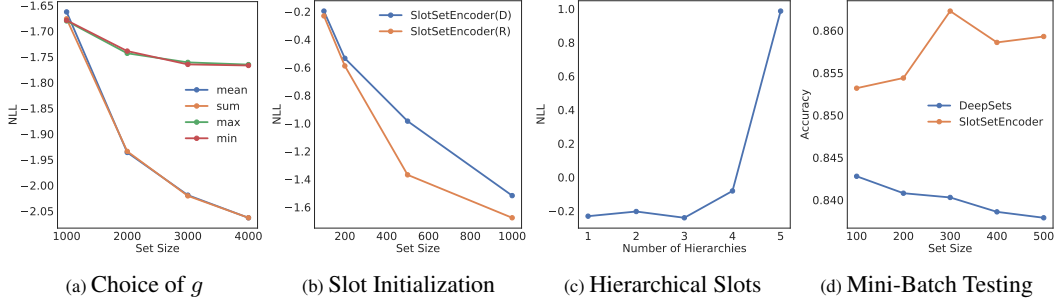 −1.65
−1.70
−1.75
−1.80
−1.85
−1.90
−1.95
−2.00
−2.05
NLL
mean
sum
max
min
1000 2000 3000 4000
Set Size
(a) Choice of g
−0.2
−0.4
−0.6
−0.8
−1.0
−1.2
−1.4
−1.6
NLL
SlotSetEncoder(D)
SlotSetEncoder(R)
200 400 600 800 1000
Set Size
(b) Slot Initialization
1.0
0.8
0.6
0.4
0.2
0.0
−0.2
NLL
1 2 3 4 5
Number of Hierarchies
(c) Hierarchical Slots
0.860
0.855
0.850
0.845
0.840
Accuracy
DeepSets
SlotSetEncoder
100 200 300 400 500
Set Size
(d) Mini-Batch Testing